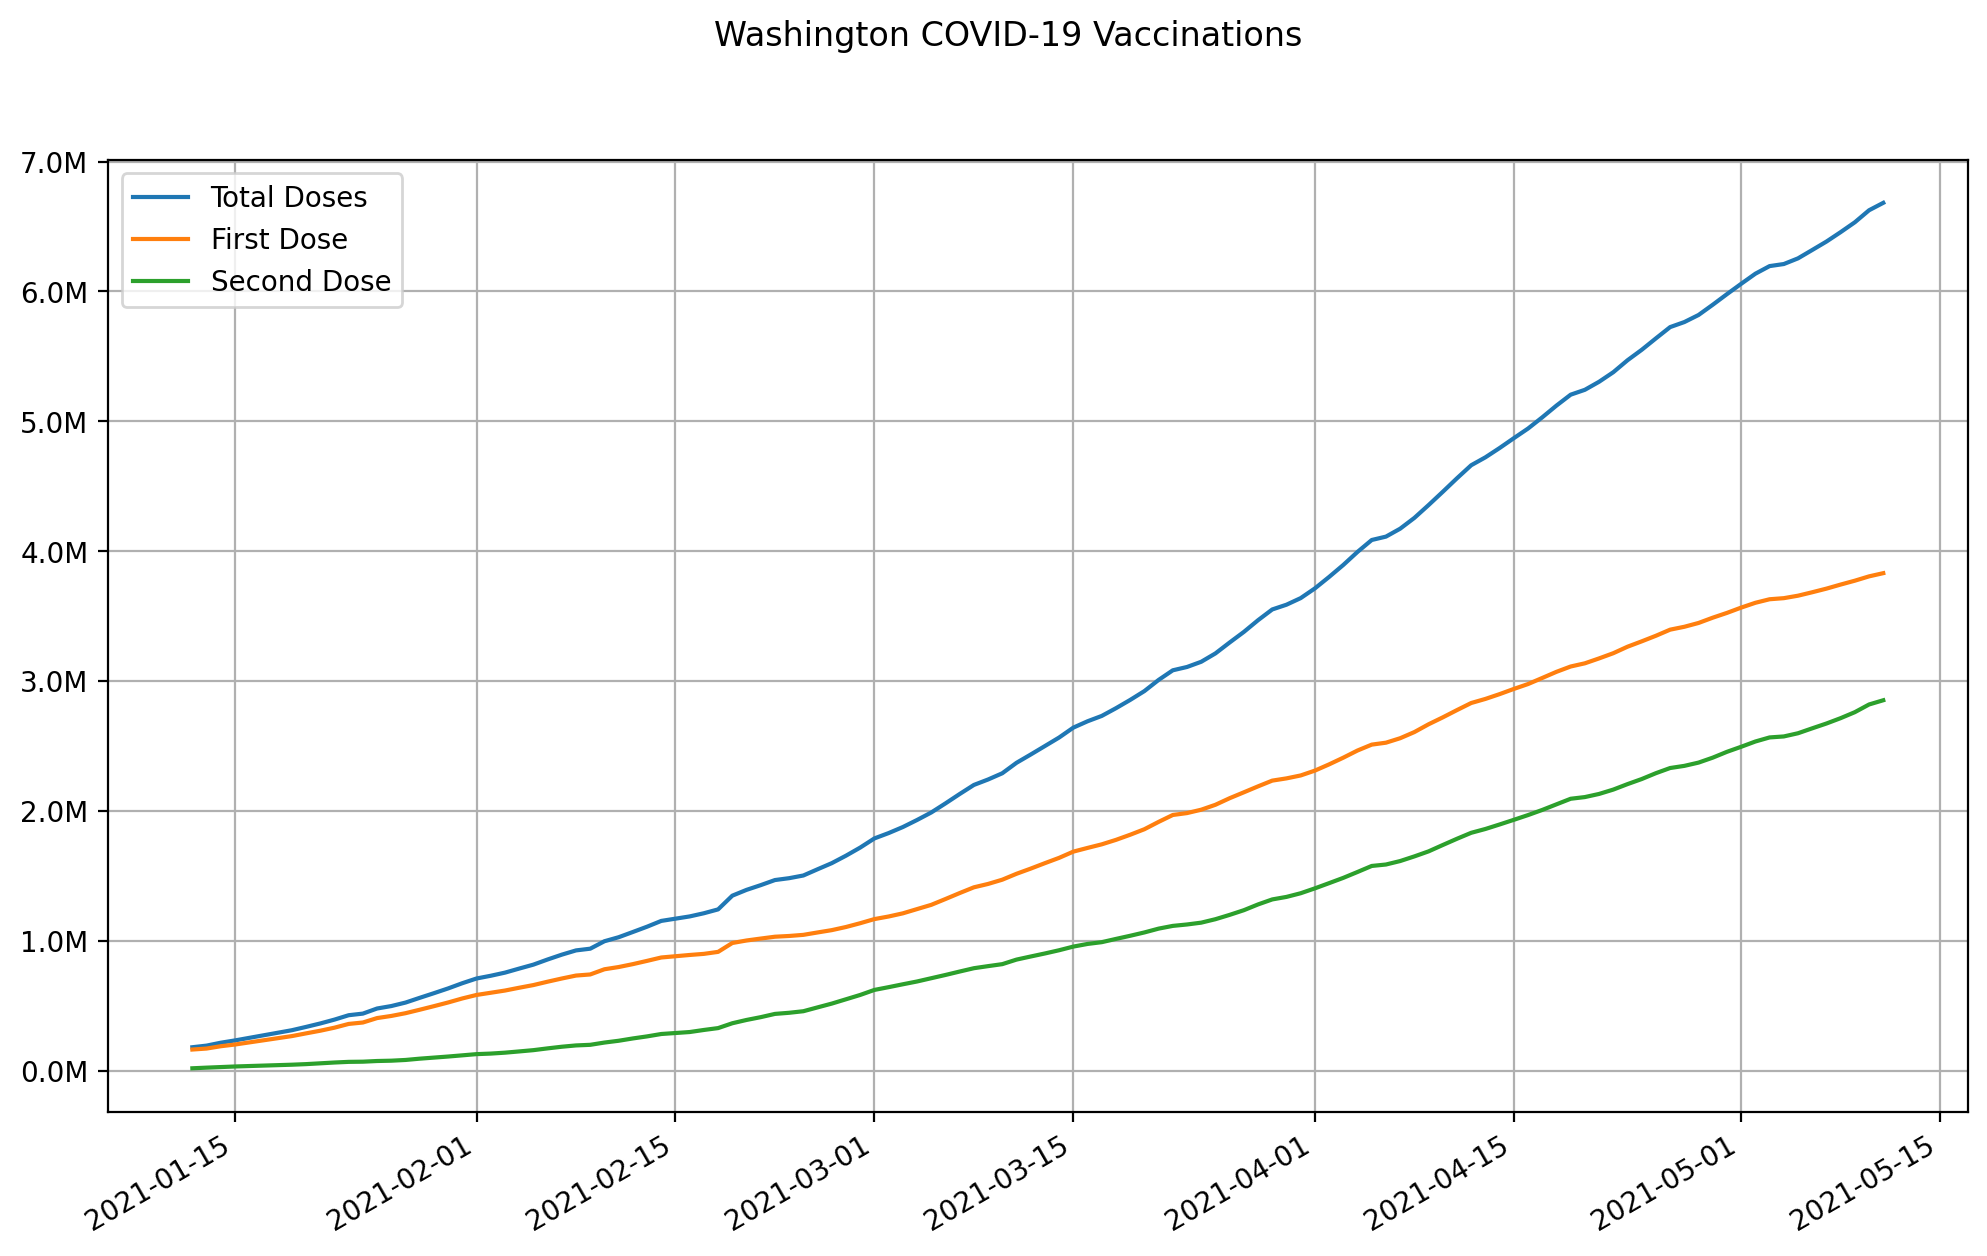 Washington COVID-19 Vaccinations
7.0M
6.0M
5.0M
4.0M
3.0M
2.0M
1.0M
0.0M
Total Doses
First Dose
Second Dose
2021-01-15
2021-02-01
2021-02-15
2021-03-01
2021-03-15
2021-04-01
2021-04-15
2021-05-01
2021-05-15